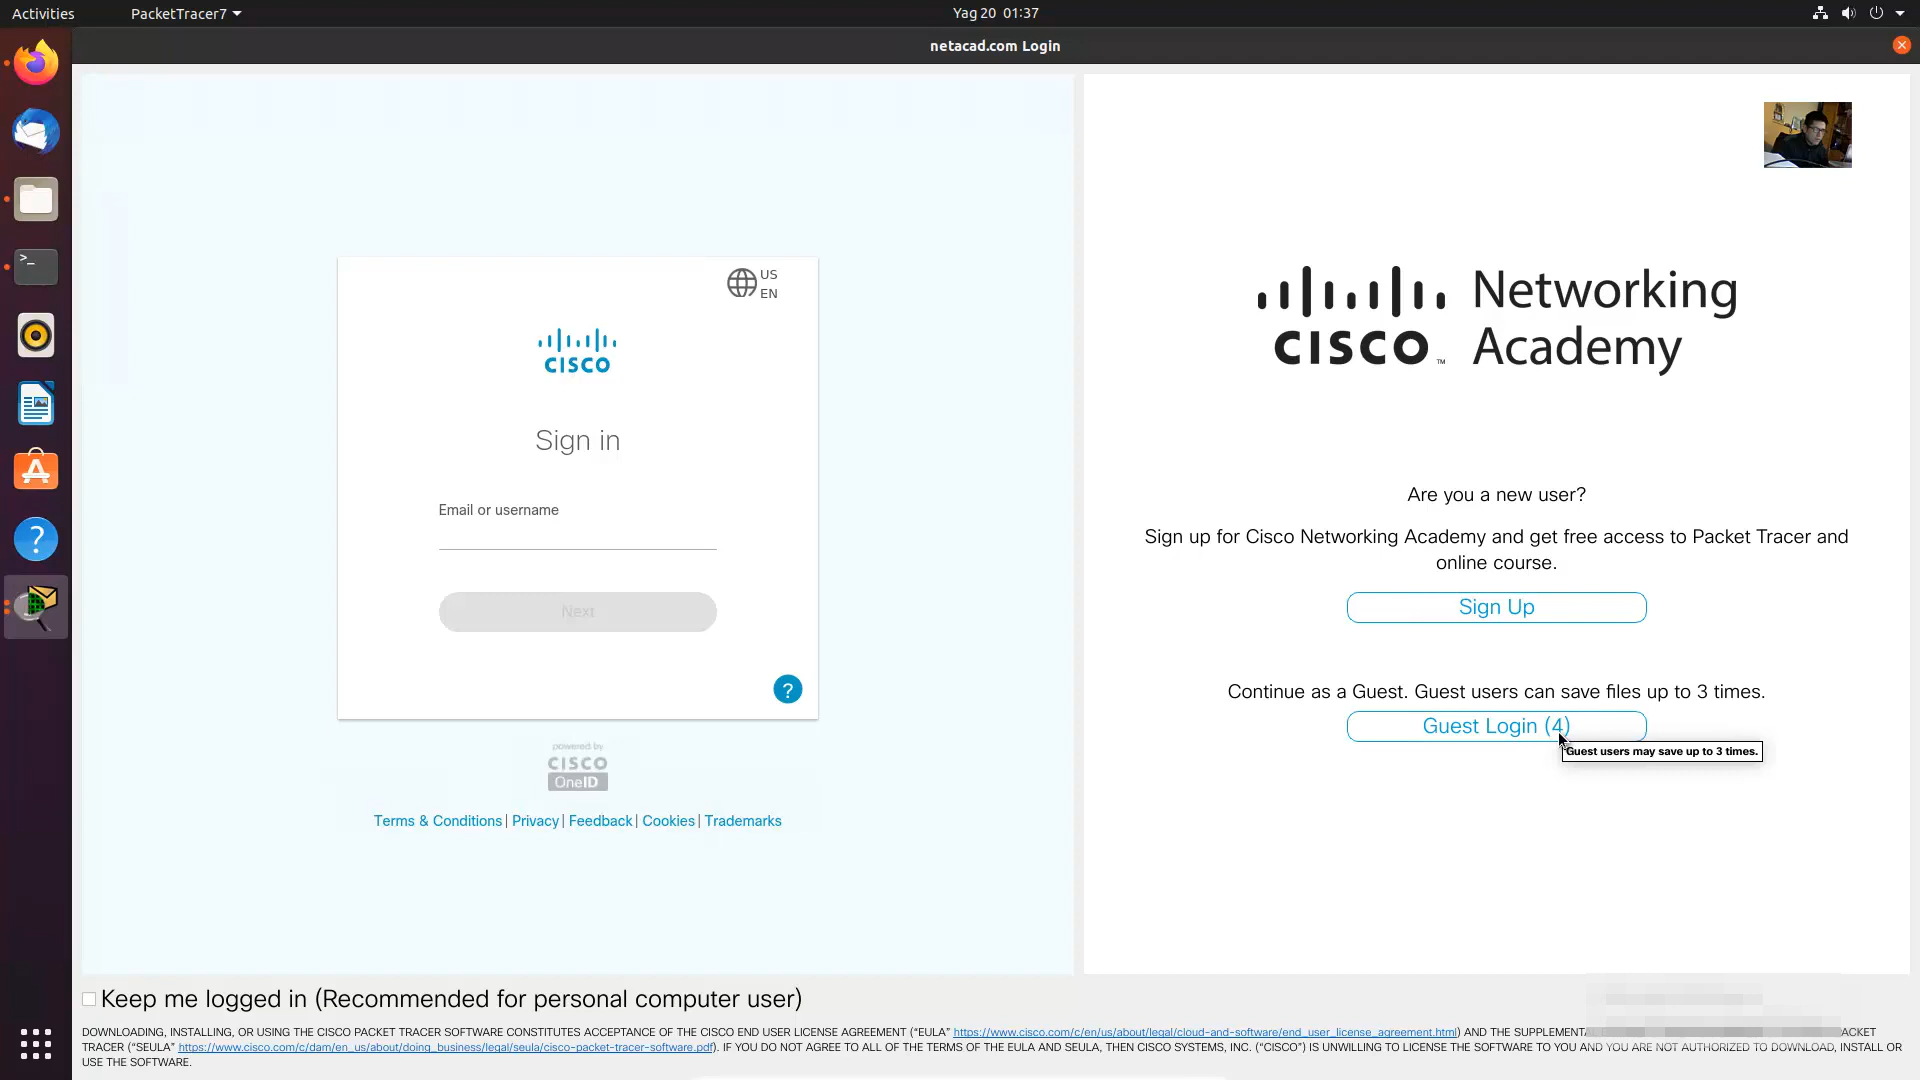 Activities
PacketTracer7
Yag 20 01:37
netacad.com Login
US
EN
CISCO
Sign in
Email or username
Next
?
powered by
CISCO
OneID
Terms & Conditions | Privacy | Feedback | Cookies | Trademarks
CISCO™ Networking Academy
Are you a new user?
Sign up for Cisco Networking Academy and get free access to Packet Tracer and
online course.
Sign Up
Continue as a Guest. Guest users can save files up to 3 times.
Guest Login (4)
Guest users may save up to 3 times.
Keep me logged in (Recommended for personal computer user)
DOWNLOADING, INSTALLING, OR USING THE CISCO PACKET TRACER SOFTWARE CONSTITUTES ACCEPTANCE OF THE CISCO END USER LICENSE AGREEMENT (“EULA” https://www.cisco.com/c/en/us/about/legal/cloud-and-software/end_user_license_agreement.html) AND THE SUPPLEMENTAL ACKET
TRACER (“SEULA” https://www.cisco.com/c/dam/en_us/about/doing_business/legal/seula/cisco-packet-tracer-software.pdf). IF YOU DO NOT AGREE TO ALL OF THE TERMS OF THE EULA AND SEULA, THEN CISCO SYSTEMS, INC. (“CISCO”) IS UNWILLING TO LICENSE THE SOFTWARE TO YOU AND YOU ARE NOT AUTHORIZED TO DOWNLOAD, INSTALL OR
USE THE SOFTWARE.